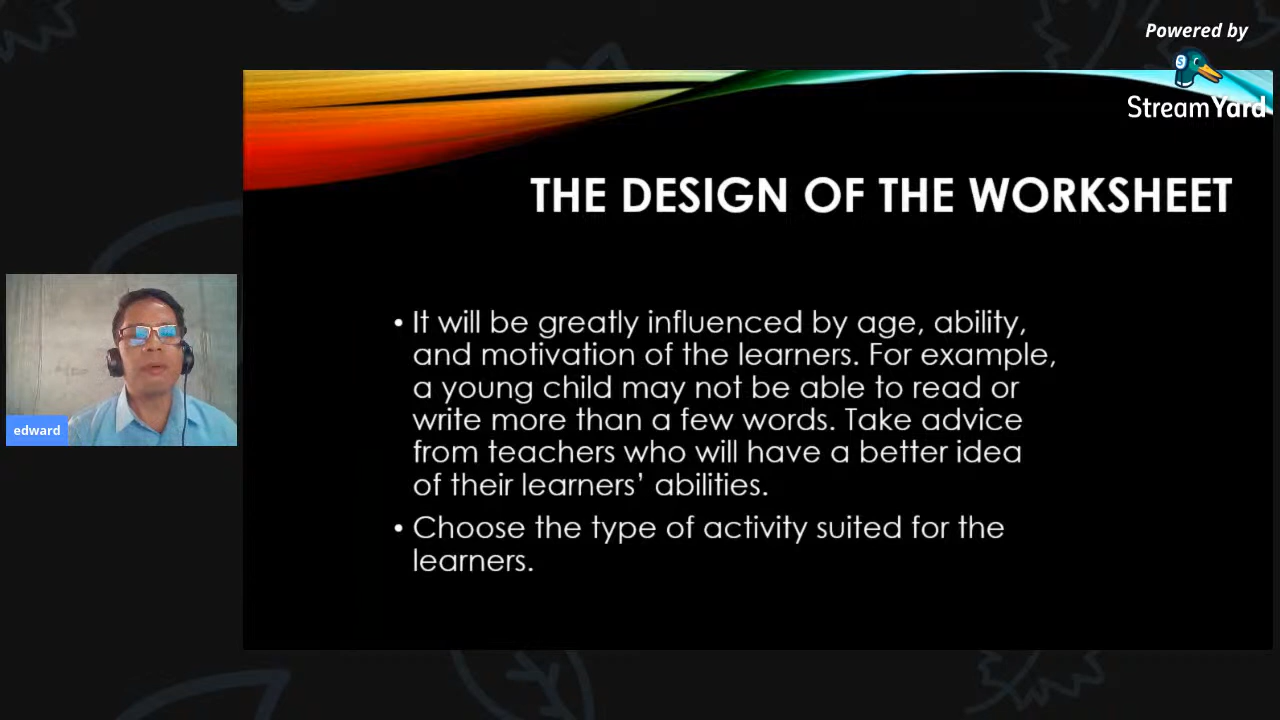 Powered by
StreamYard
THE DESIGN OF THE WORKSHEET
• It will be greatly influenced by age, ability,
and motivation of the learners. For example,
a young child may not be able to read or
write more than a few words. Take advice
from teachers who will have a better idea
of their learners’ abilities.
• Choose the type of activity suited for the
learners.
edward